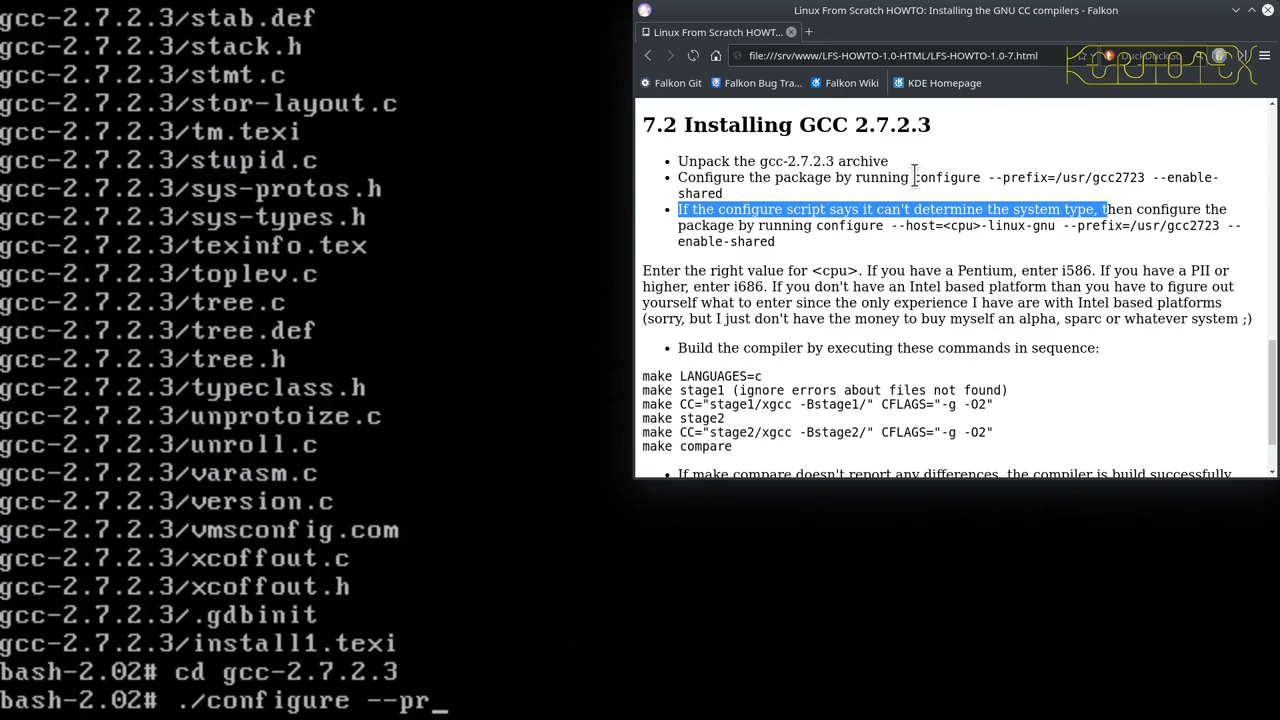 gcc-2.7.2.3/stab.def
gcc-2.7.2.3/stack.h
gcc-2.7.2.3/stmt.c
gcc-2.7.2.3/stor-layout.c
gcc-2.7.2.3/tm.texi
gcc-2.7.2.3/stupid.c
gcc-2.7.2.3/sys-protos.h
gcc-2.7.2.3/sys-types.h
gcc-2.7.2.3/texinfo.tex
gcc-2.7.2.3/toplev.c
gcc-2.7.2.3/tree.c
gcc-2.7.2.3/tree.def
gcc-2.7.2.3/tree.h
gcc-2.7.2.3/typeclass.h
gcc-2.7.2.3/unprotoize.c
gcc-2.7.2.3/unroll.c
gcc-2.7.2.3/varasm.c
gcc-2.7.2.3/version.c
gcc-2.7.2.3/vmsconfig.com
gcc-2.7.2.3/xcoffout.c
gcc-2.7.2.3/xcoffout.h
gcc-2.7.2.3/.gdbinit
gcc-2.7.2.3/install1.texi
bash-2.02# cd gcc-2.7.2.3
bash-2.02# ./configure --pr_
Linux From Scratch HOWTO: Installing the GNU CC compilers - Falkon
Linux From Scratch HOWT...
file:///srv/www/LFS-HOWTO-1.0-HTML/LFS-HOWTO-1.0-7.html
Falkon Git Falkon Bug Tra... Falkon Wiki KDE Homepage
7.2 Installing GCC 2.7.2.3
• Unpack the gcc-2.7.2.3 archive
• Configure the package by running configure --prefix=/usr/gcc2723 --enable-
shared
• If the configure script says it can't determine the system type, then configure the
package by running configure --host=<cpu>-linux-gnu --prefix=/usr/gcc2723 --
enable-shared
Enter the right value for <cpu>. If you have a Pentium, enter i586. If you have a PII or
higher, enter i686. If you don't have an Intel based platform than you have to figure out
yourself what to enter since the only experience I have are with Intel based platforms
(sorry, but I just don't have the money to buy myself an alpha, sparc or whatever system ;)
• Build the compiler by executing these commands in sequence:
make LANGUAGES=c
make stage1 (ignore errors about files not found)
make CC="stage1/xgcc -Bstage1/" CFLAGS="-g -O2"
make stage2
make CC="stage2/xgcc -Bstage2/" CFLAGS="-g -O2"
make compare
• If make compare doesn't report any differences, the compiler is build successfully